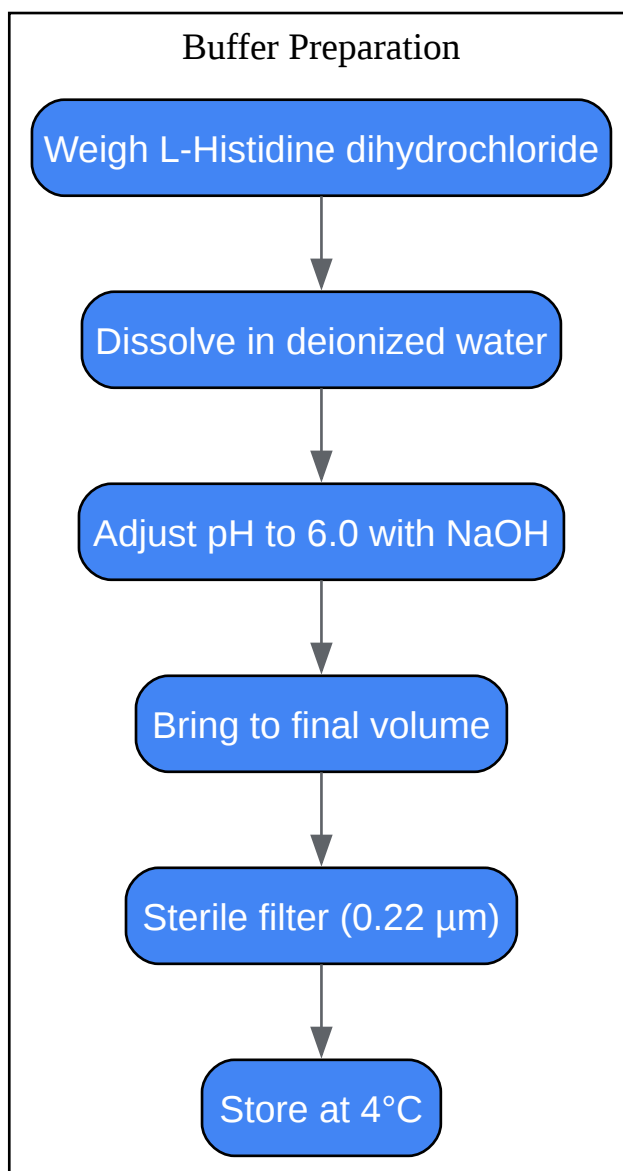 Buffer Preparation
Weigh L-Histidine dihydrochloride
Dissolve in deionized water
Adjust pH to 6.0 with NaOH
Bring to final volume
Sterile filter (0.22 µm)
Store at 4°C